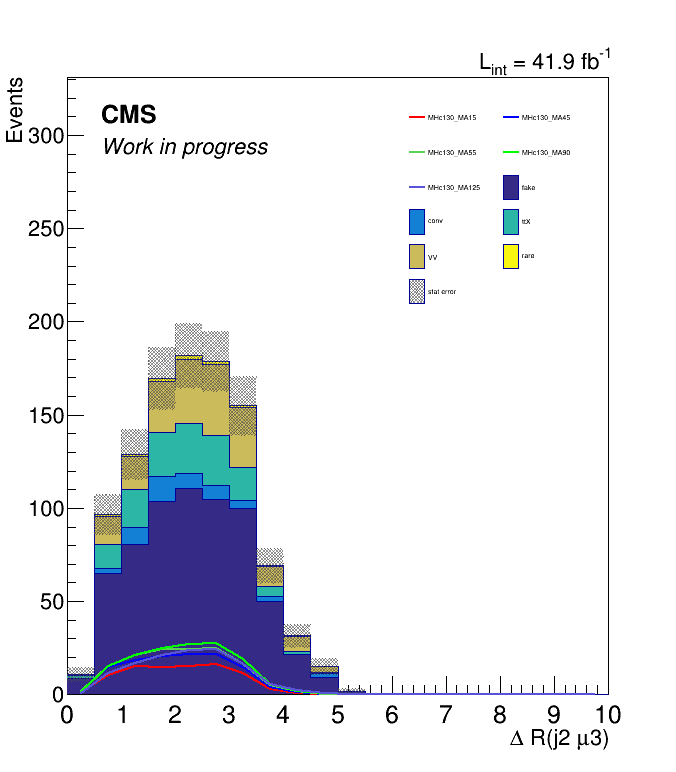 L_int = 41.9 fb^-1
Events
CMS
Work in progress
MHc130_MA15
MHc130_MA45
MHc130_MA55
MHc130_MA90
MHc130_MA125
fake
conv
ttX
VV
rare
stat error
300
250
200
150
100
50
0
0 1 2 3 4 5 6 7 8 9 10
Δ R(j2 μ3)